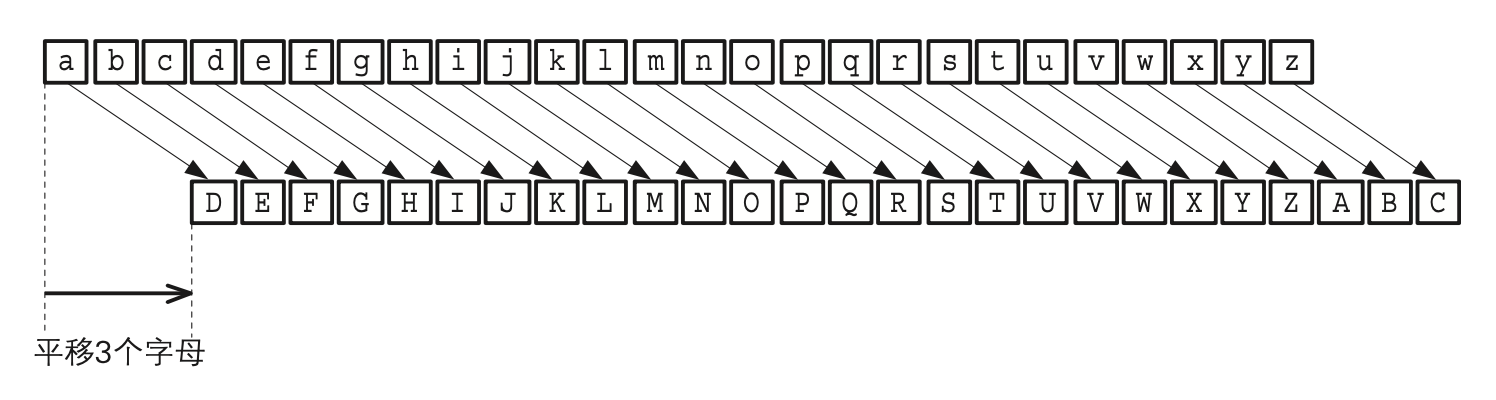 a b c d e f g h i j k l m n o p q r s t u v w x y z
D E F G H I J K L M N O P Q R S T U V W X Y Z A B C
平移3个字母